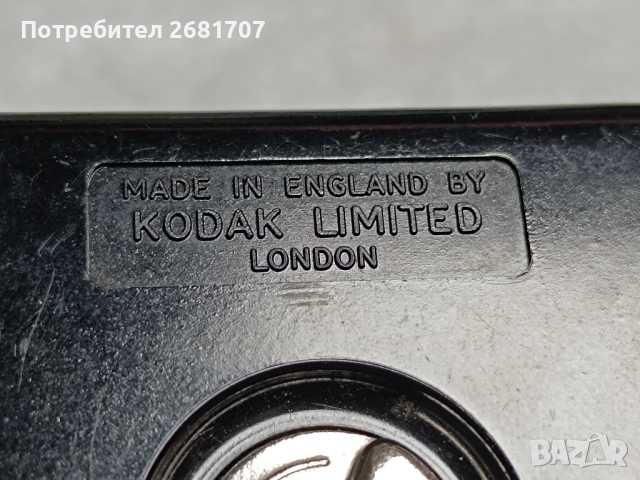 Потребител 2681707
MADE IN ENGLAND BY
KODAK LIMITED
LONDON
BAZAR